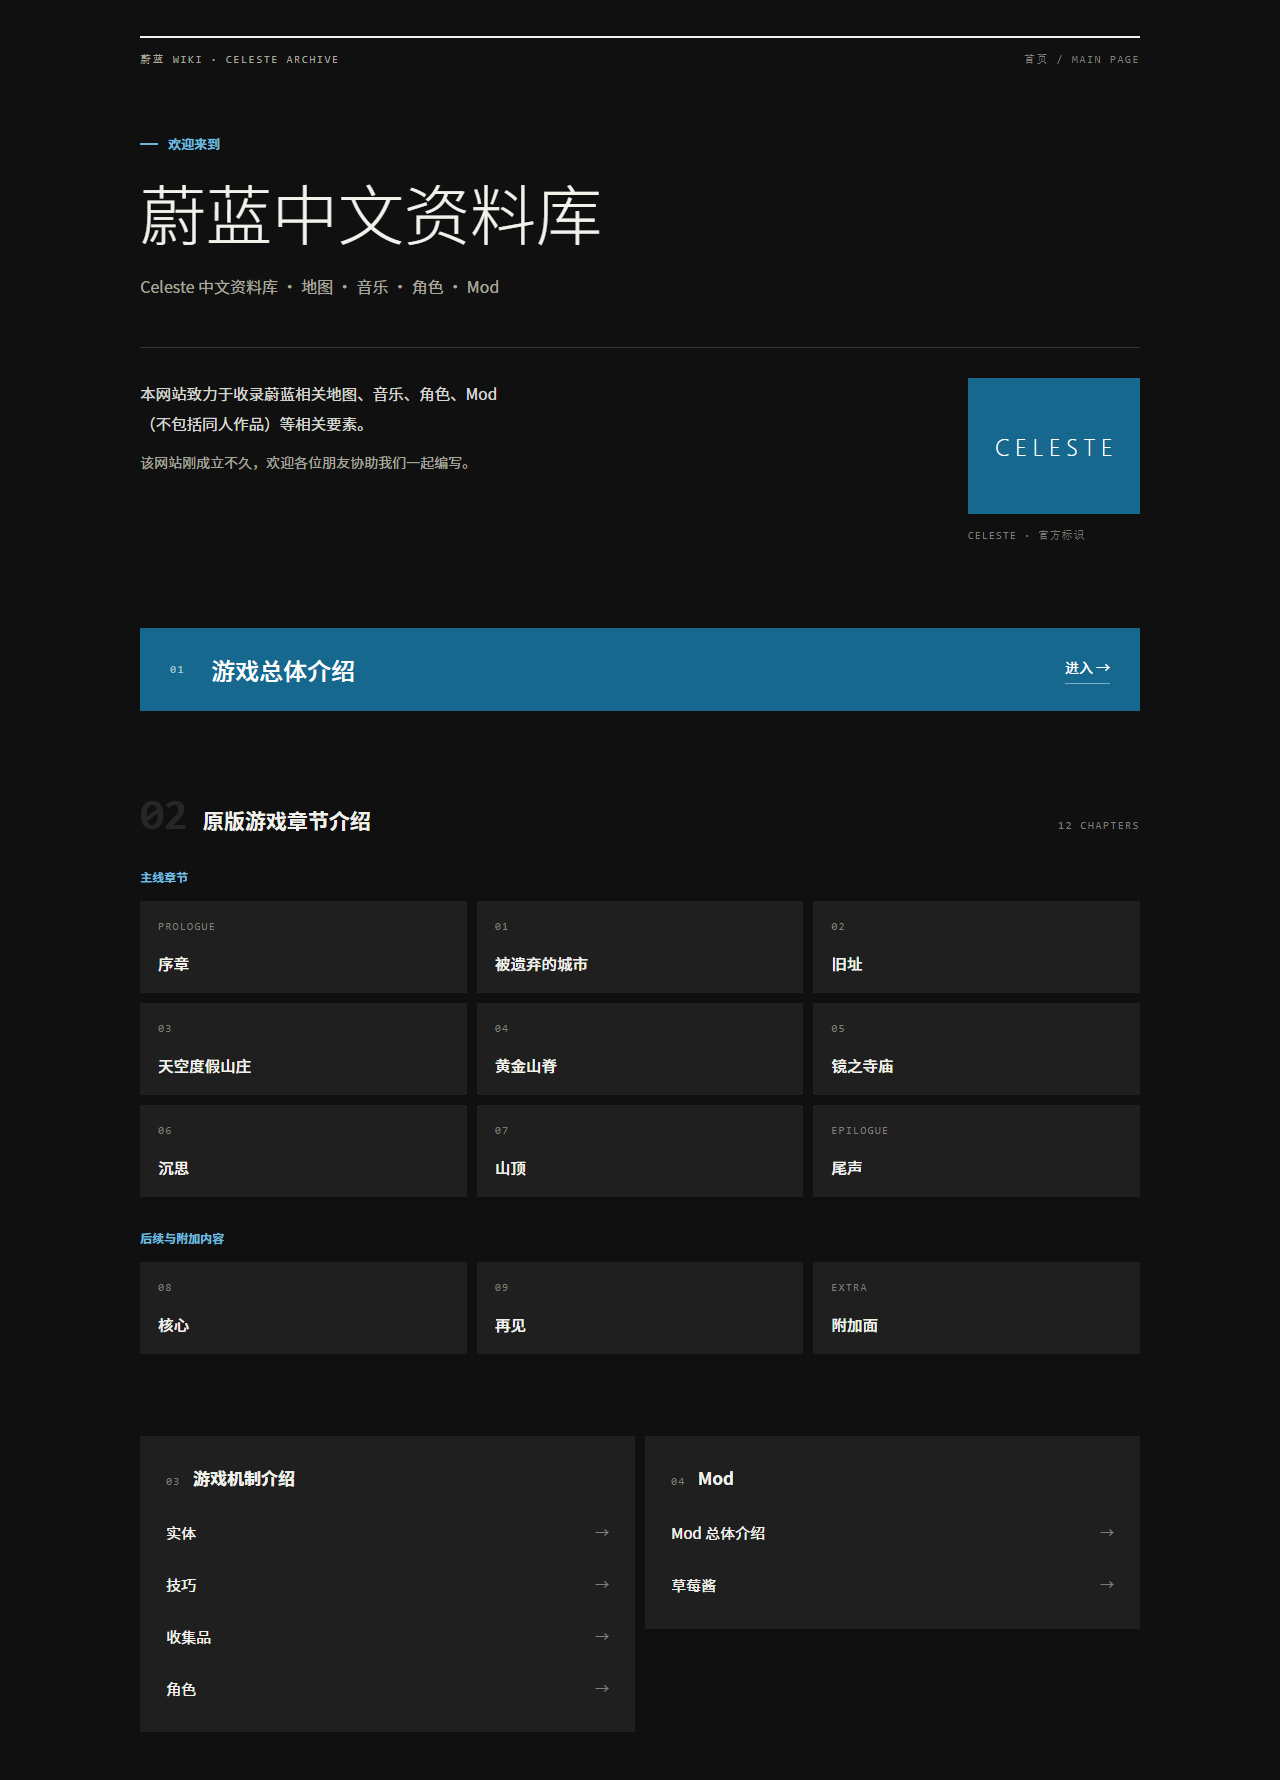 蔚蓝 WIKI · CELESTE ARCHIVE
首页 / MAIN PAGE
欢迎来到
蔚蓝中文资料库
Celeste 中文资料库 · 地图 · 音乐 · 角色 · Mod
本网站致力于收录蔚蓝相关地图、音乐、角色、Mod
（不包括同人作品）等相关要素。
该网站刚成立不久，欢迎各位朋友协助我们一起编写。
CELESTE
CELESTE · 官方标识
01 游戏总体介绍
进入 →
02 原版游戏章节介绍
12 CHAPTERS
主线章节
PROLOGUE
序章
01
被遗弃的城市
02
旧址
03
天空度假山庄
04
黄金山脊
05
镜之寺庙
06
沉思
07
山顶
EPILOGUE
尾声
后续与附加内容
08
核心
09
再见
EXTRA
附加面
03 游戏机制介绍
实体 →
技巧 →
收集品 →
角色 →
04 Mod
Mod 总体介绍 →
草莓酱 →